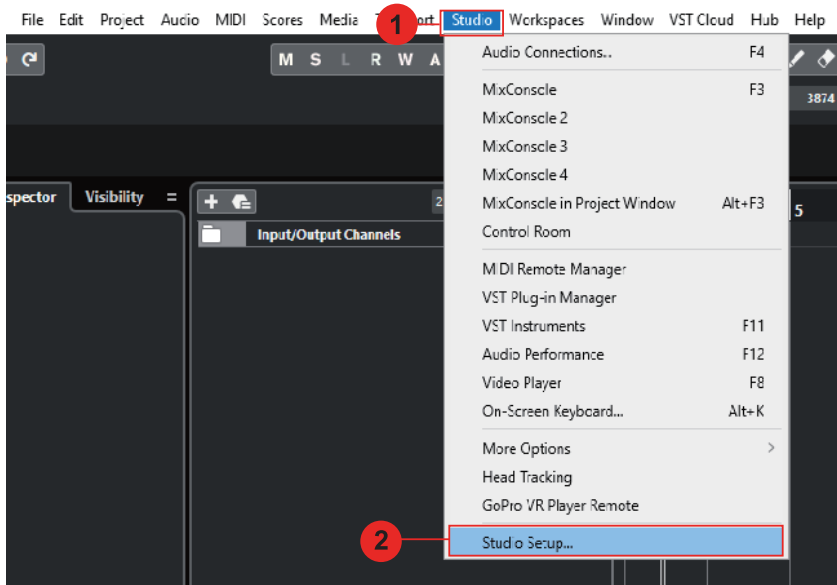 File Edit Project Audio MIDI Scores Media T ort Studio Workspaces Window VST Cloud Hub Help
1
M S L R W A
Audio Connections.. F4
MixConsole F3
3874
MixConsole 2
MixConsole 3
MixConsole 4
spector Visibility =
2
MixConsole in Project Window Alt+F3
5
Input/Output Channels
Control Room
MIDI Remote Manager
VST Plug-in Manager
VST Instruments F11
Audio Performance F12
Video Player F8
On-Screen Keyboard... Alt+K
More Options >
Head Tracking
GoPro VR Player Remote
2
Studio Setup...